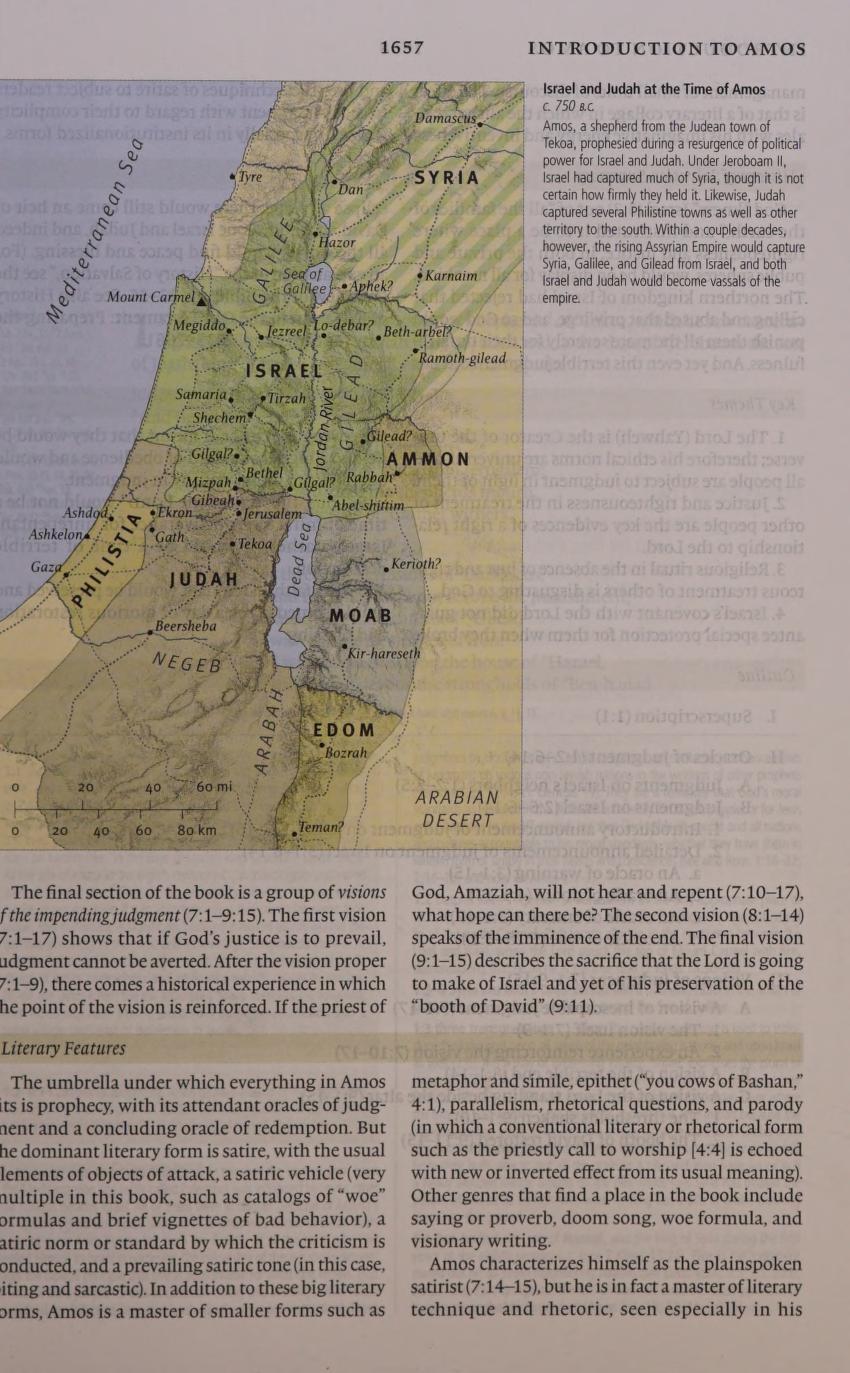 1657 INTRODUCTION TO AMOS
Mediterranean Sea
Damascus
Tyre
Dan
SYRIA
GALILEE
Hazor
Sea of
Galilee
Aphek?
Karnaim
Mount Carmel
Megiddo
Jezreel
Lo-debar?
Beth-arbel?
Ramoth-gilead
ISRAEL
GILEAD
Samaria
Tirzah
Jordan River
Shechem
Gilead?
Gilgal?
AMMON
Bethel
Mizpah
Gilgal?
Rabbah
Gibeah
Abel-shittim
Ashdod
Ekron
Jerusalem
Ashkelon
Gath
Tekoa
PHILISTIA
Gaza
JUDAH
Dead Sea
Kerioth?
MOAB
Beersheba
NEGEB
Kir-hareseth
ARABAH
EDOM
Bozrah
0 20 40 60 mi
0 20 40 60 80 km
Teman?
ARABIAN
DESERT
Israel and Judah at the Time of Amos
c. 750 B.C.
Amos, a shepherd from the Judean town of
Tekoa, prophesied during a resurgence of political
power for Israel and Judah. Under Jeroboam II,
Israel had captured much of Syria, though it is not
certain how firmly they held it. Likewise, Judah
captured several Philistine towns as well as other
territory to the south. Within a couple decades,
however, the rising Assyrian Empire would capture
Syria, Galilee, and Gilead from Israel, and both
Israel and Judah would become vassals of the
empire.
The final section of the book is a group of visions
f the impending judgment (7:1–9:15). The first vision
7:1–17) shows that if God's justice is to prevail,
udgment cannot be averted. After the vision proper
7:1–9), there comes a historical experience in which
he point of the vision is reinforced. If the priest of
God, Amaziah, will not hear and repent (7:10–17),
what hope can there be? The second vision (8:1–14)
speaks of the imminence of the end. The final vision
(9:1–15) describes the sacrifice that the Lord is going
to make of Israel and yet of his preservation of the
“booth of David” (9:11).
Literary Features
The umbrella under which everything in Amos
its is prophecy, with its attendant oracles of judg-
nent and a concluding oracle of redemption. But
he dominant literary form is satire, with the usual
lements of objects of attack, a satiric vehicle (very
nultiple in this book, such as catalogs of “woe”
ormulas and brief vignettes of bad behavior), a
atiric norm or standard by which the criticism is
onducted, and a prevailing satiric tone (in this case,
iting and sarcastic). In addition to these big literary
orms, Amos is a master of smaller forms such as
metaphor and simile, epithet (“you cows of Bashan,”
4:1), parallelism, rhetorical questions, and parody
(in which a conventional literary or rhetorical form
such as the priestly call to worship [4:4] is echoed
with new or inverted effect from its usual meaning).
Other genres that find a place in the book include
saying or proverb, doom song, woe formula, and
visionary writing.
Amos characterizes himself as the plainspoken
satirist (7:14–15), but he is in fact a master of literary
technique and rhetoric, seen especially in his